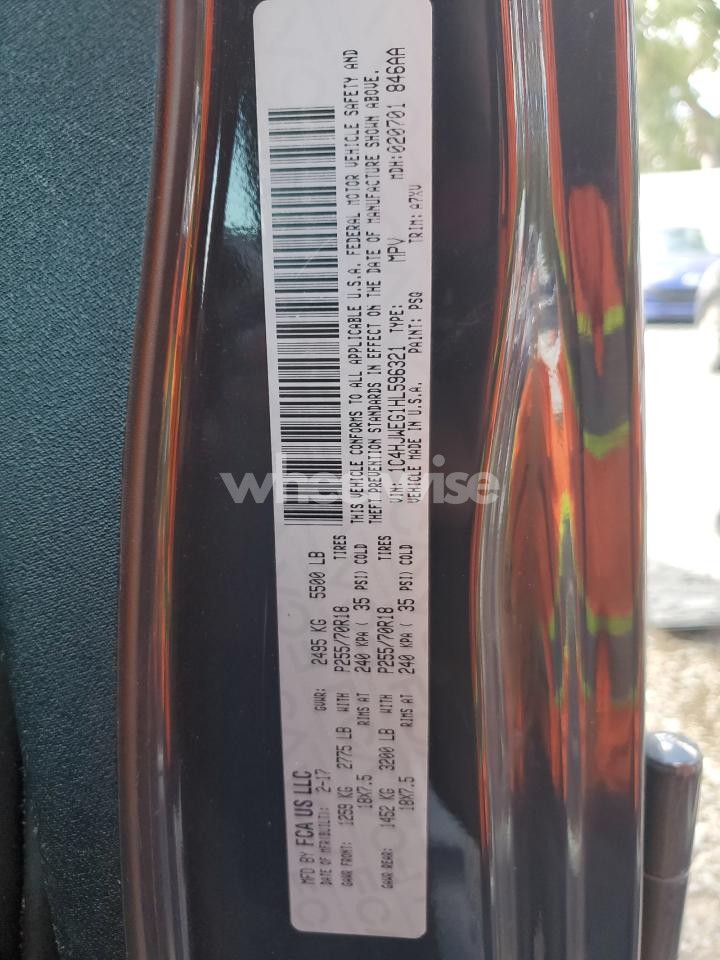 MFD BY FCA US LLC
DATE OF MFR(BUILT): 2-17 GVWR: 2495 KG 5500 LB
GAWR FRONT: 1259 KG 2775 LB WITH P255/70R18 TIRES
18X7.5 RIMS AT 240 KPA ( 35 PSI) COLD
GAWR REAR: 1452 KG 3200 LB WITH P255/70R18
18X7.5 RIMS AT 240 KPA ( 35 PSI) COLD
THIS VEHICLE CONFORMS TO ALL APPLICABLE U.S.A. FEDERAL MOTOR VEHICLE SAFETY AND
THEFT PREVENTION STANDARDS IN EFFECT ON THE DATE OF MANUFACTURE SHOWN ABOVE.
VIN: 1C4HJWEG1HL596321 TYPE: MPV MDH:020701 846AA
VEHICLE MADE IN U.S.A. PAINT: PSQ TRIM: A7XV
wheelwise